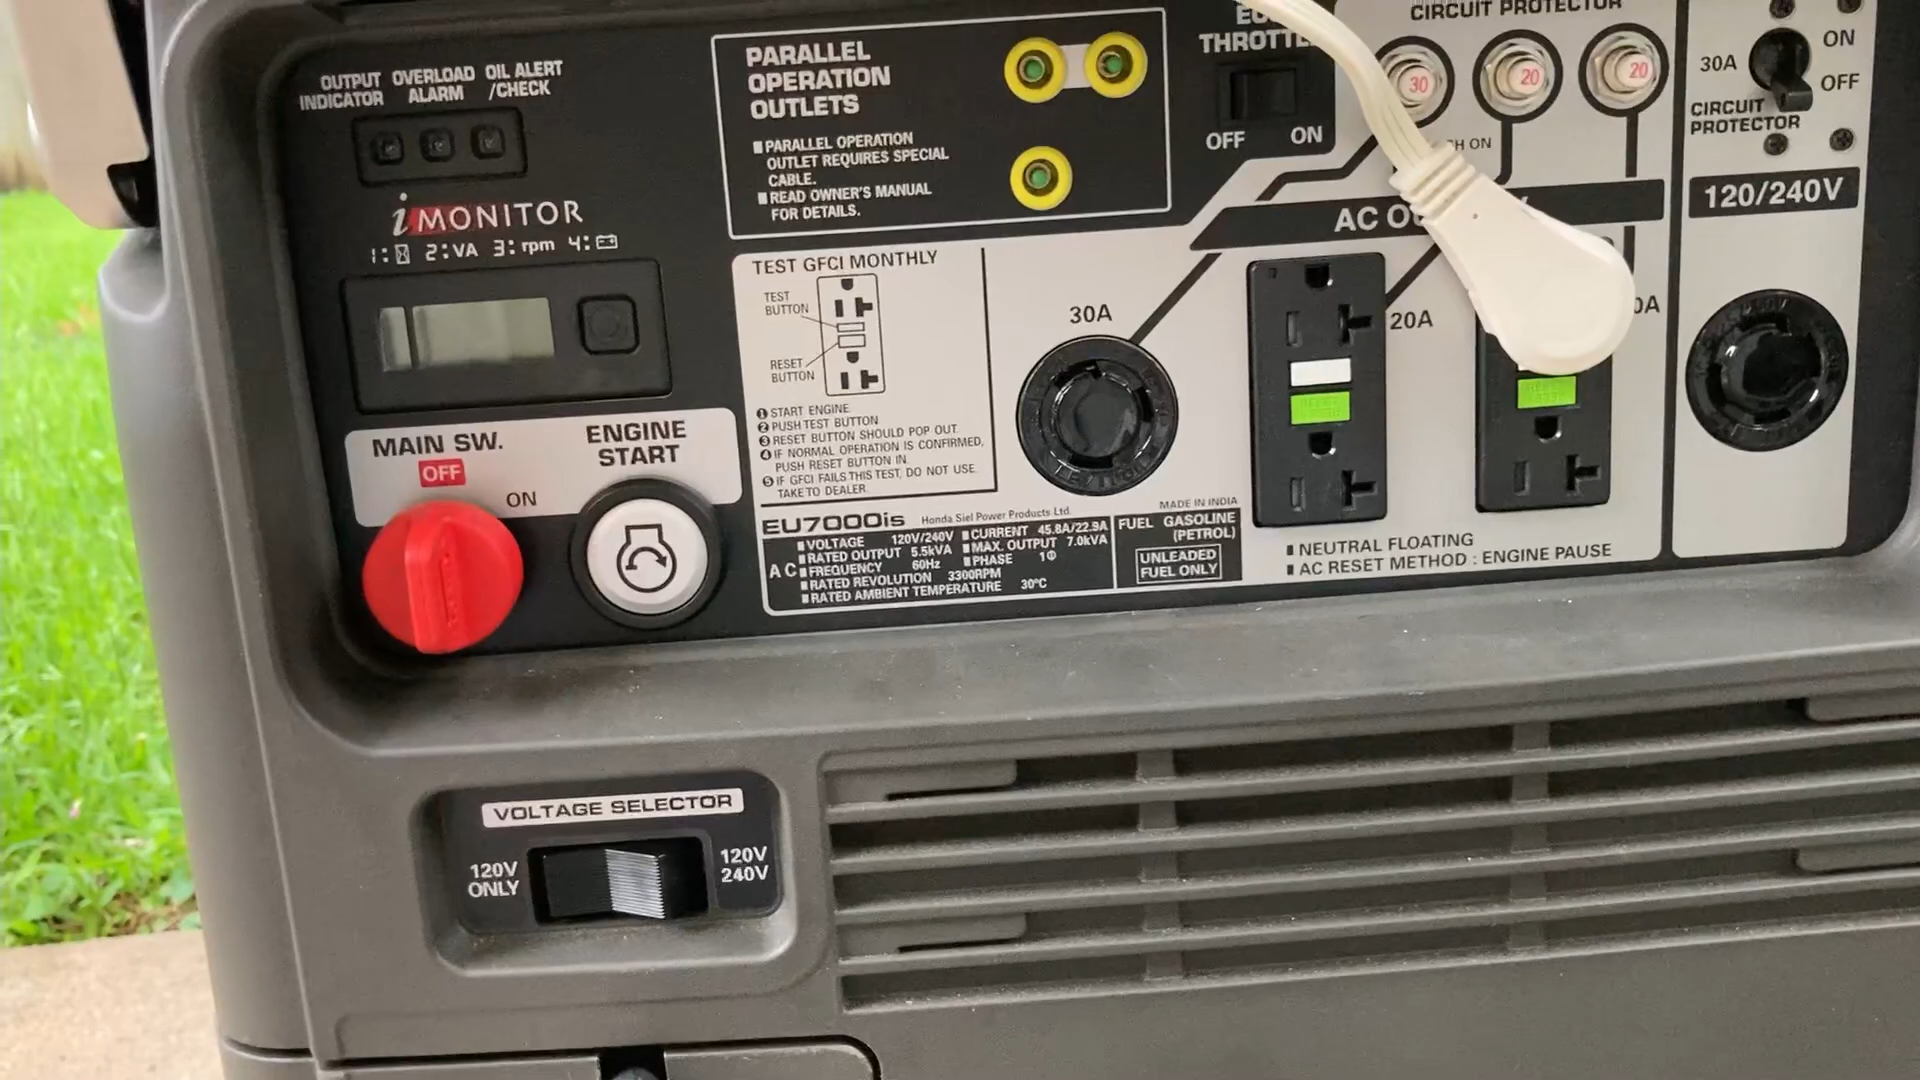 OUTPUT INDICATOR
OVERLOAD ALARM
OIL ALERT /CHECK
iMONITOR
1: 2:VA 3:rpm 4:
MAIN SW.
OFF
ON
ENGINE
START
PARALLEL
OPERATION
OUTLETS
PARALLEL OPERATION
OUTLET REQUIRES SPECIAL
CABLE.
READ OWNER'S MANUAL
FOR DETAILS.
TEST GFCI MONTHLY
TEST
BUTTON
RESET
BUTTON
1 START ENGINE
2 PUSH TEST BUTTON
3 RESET BUTTON SHOULD POP OUT.
4 IF NORMAL OPERATION IS CONFIRMED,
PUSH RESET BUTTON IN.
5 IF GFCI FAILS THIS TEST, DO NOT USE.
TAKE TO DEALER.
EU7000is Honda Siel Power Products Ltd.
AC
VOLTAGE 120V/240V
RATED OUTPUT 5.5kVA
FREQUENCY 60Hz
RATED REVOLUTION 3300RPM
RATED AMBIENT TEMPERATURE 30°C
CURRENT 45.8A/22.9A
MAX. OUTPUT 7.0kVA
PHASE 1Φ
MADE IN INDIA
FUEL GASOLINE
(PETROL)
UNLEADED
FUEL ONLY
THROTTLE
OFF ON
CIRCUIT PROTECTOR
30
20
20
CH ON
AC OU
30A
20A
0A
NEUTRAL FLOATING
AC RESET METHOD : ENGINE PAUSE
30A
ON
OFF
CIRCUIT
PROTECTOR
120/240V
VOLTAGE SELECTOR
120V
ONLY
120V
240V